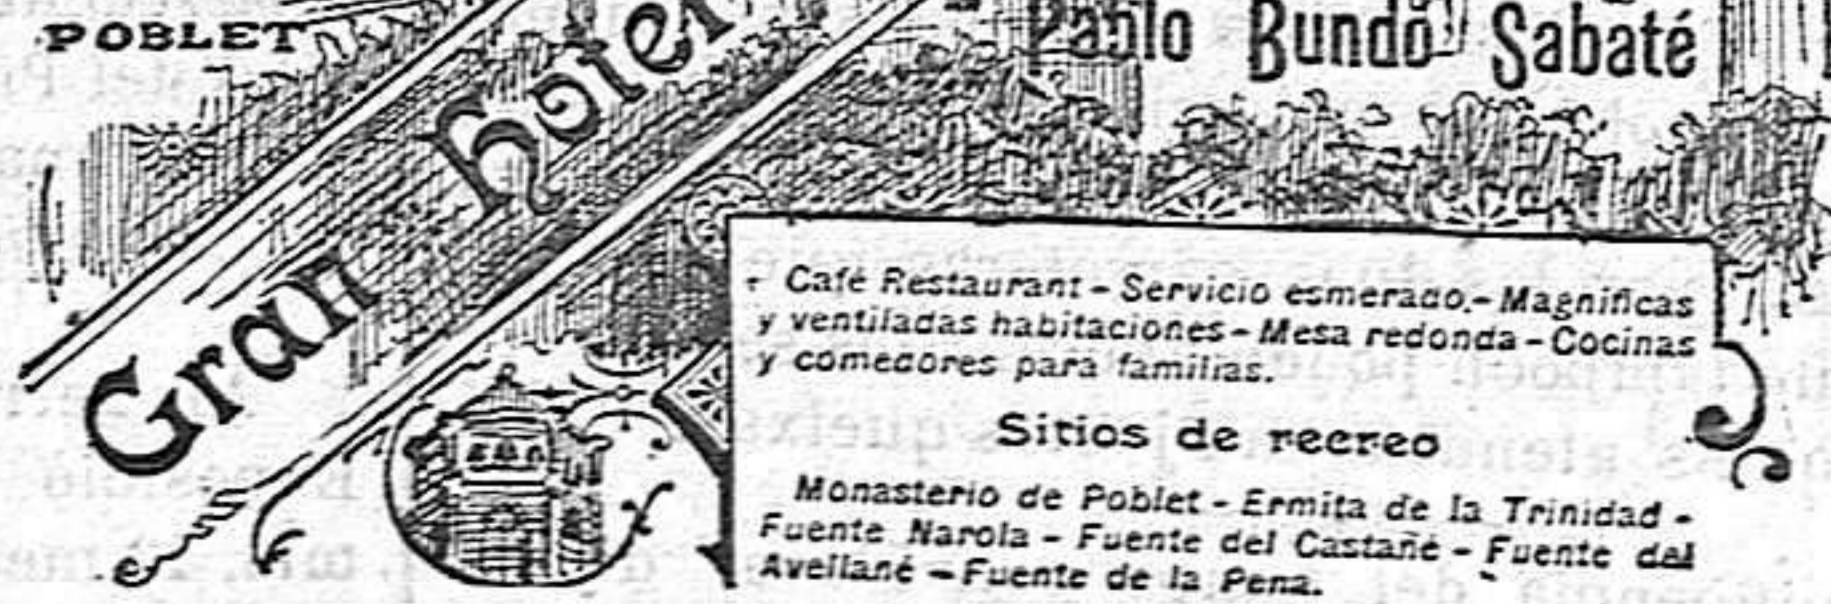 POBLET
Gran Hotel
Pablo Bundó Sabaté
Café Restaurant - Servicio esmerado.- Magníficas
y ventiladas habitaciones - Mesa redonda - Cocinas
y comedores para familias.
Sitios de recreo
Monasterio de Poblet - Ermita de la Trinidad -
Fuente Narola - Fuente del Castañé - Fuente del
Avellané - Fuente de la Pena.